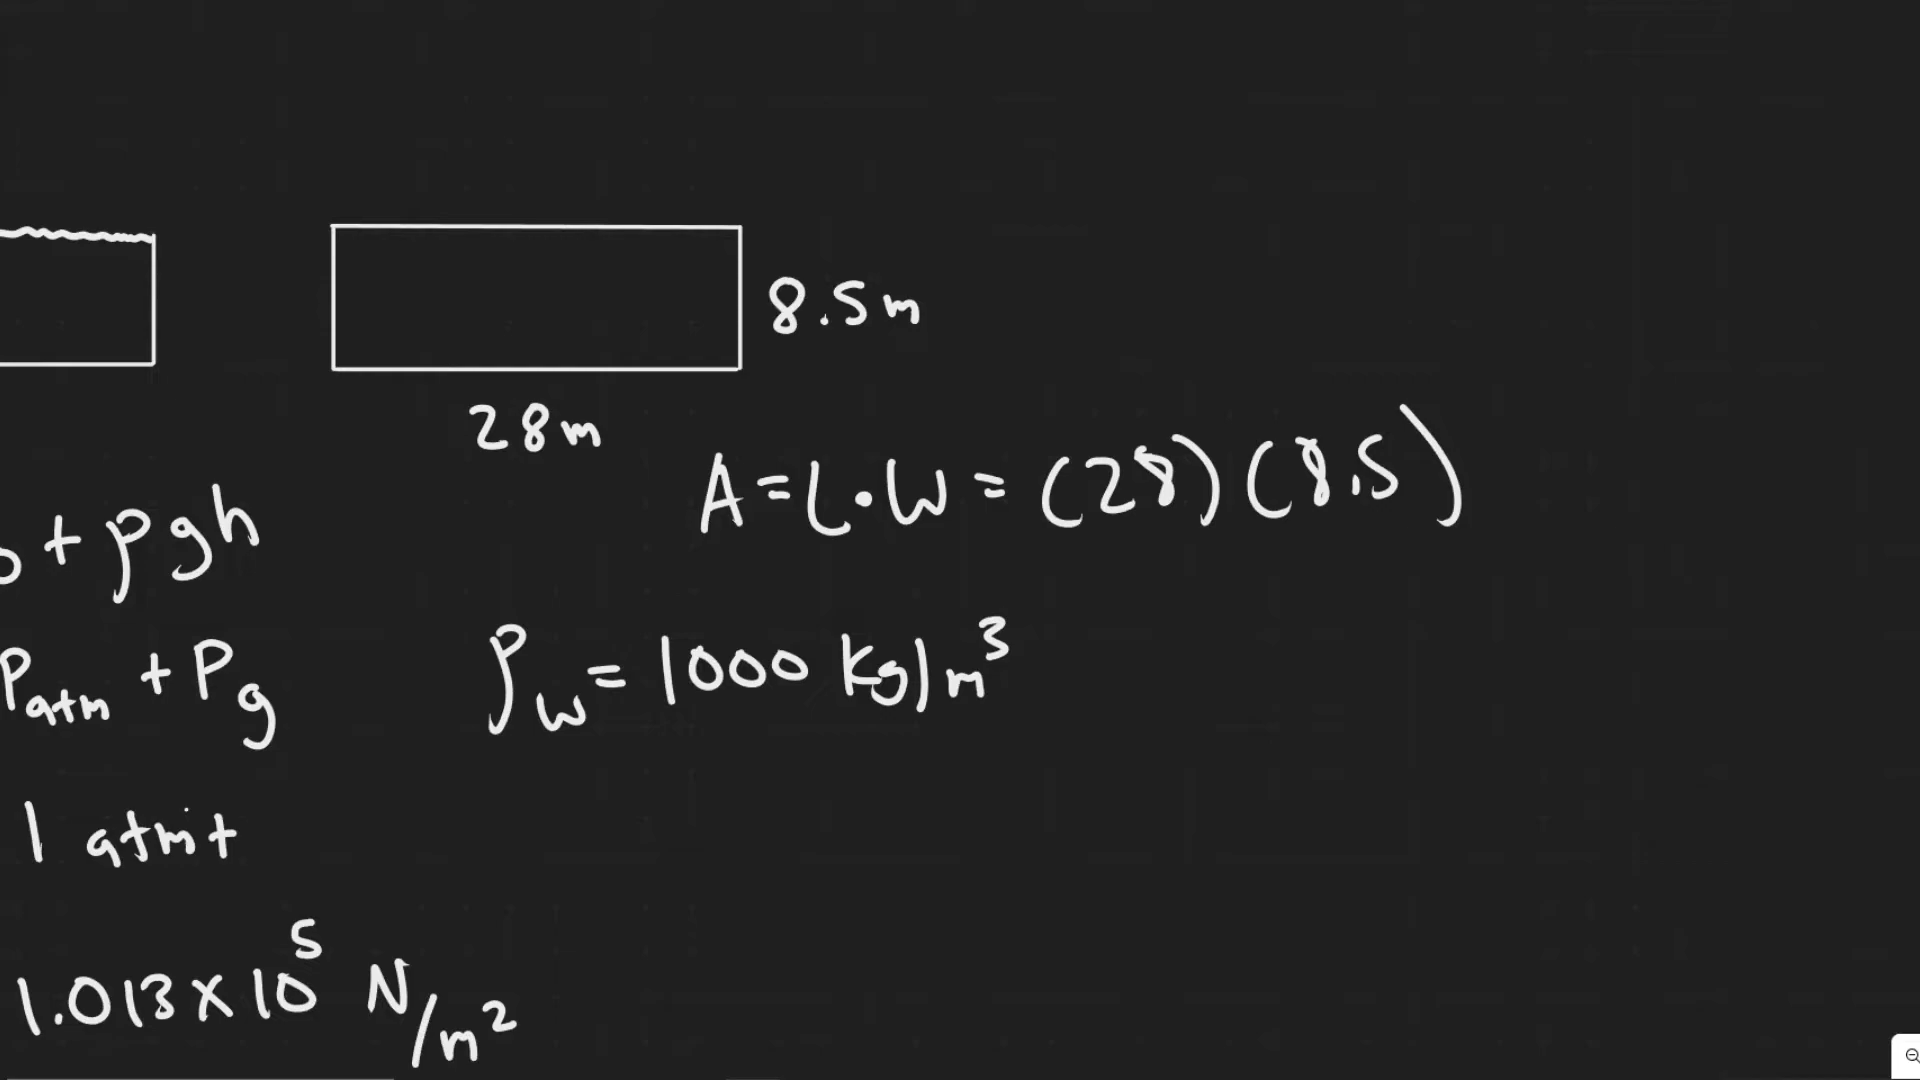 8.5m
28m
A=L·W=(28)(8.5)
+ρgh
ρw=1000 Kg/m³
Patm+Pg
1 atm+
1.013×10⁵ N/m²